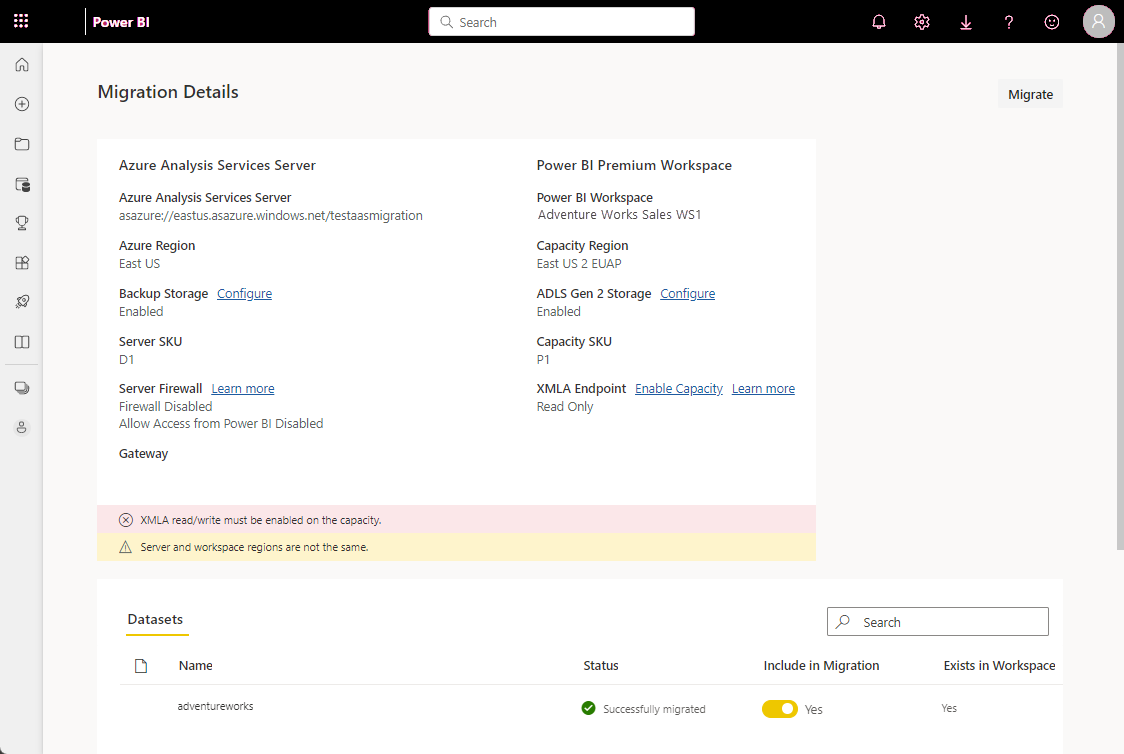 Power BI
Search
Migration Details
Migrate
Azure Analysis Services Server
Azure Analysis Services Server
asazure://eastus.asazure.windows.net/testaasmigration
Azure Region
East US
Backup Storage Configure
Enabled
Server SKU
D1
Server Firewall Learn more
Firewall Disabled
Allow Access from Power BI Disabled
Gateway
Power BI Premium Workspace
Power BI Workspace
Adventure Works Sales WS1
Capacity Region
East US 2 EUAP
ADLS Gen 2 Storage Configure
Enabled
Capacity SKU
P1
XMLA Endpoint Enable Capacity Learn more
Read Only
XMLA read/write must be enabled on the capacity.
Server and workspace regions are not the same.
Datasets
Search
Name Status Include in Migration Exists in Workspace
adventureworks Successfully migrated Yes Yes